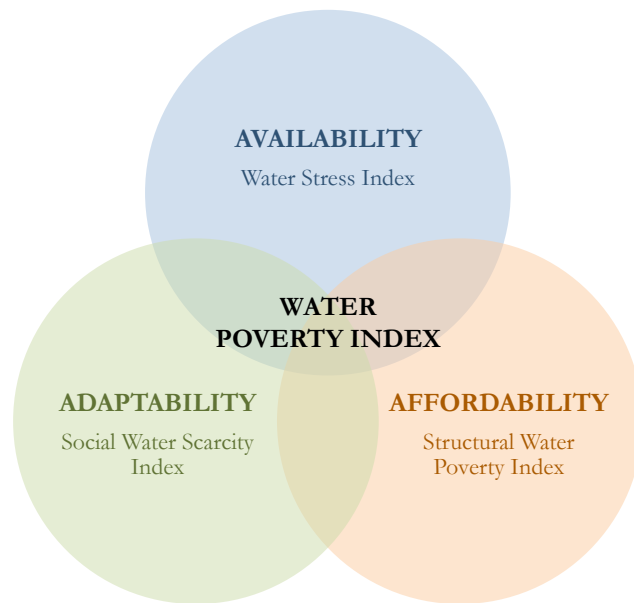 AVAILABILITY
Water Stress Index
WATER
POVERTY INDEX
ADAPTABILITY
Social Water Scarcity
Index
AFFORDABILITY
Structural Water
Poverty Index